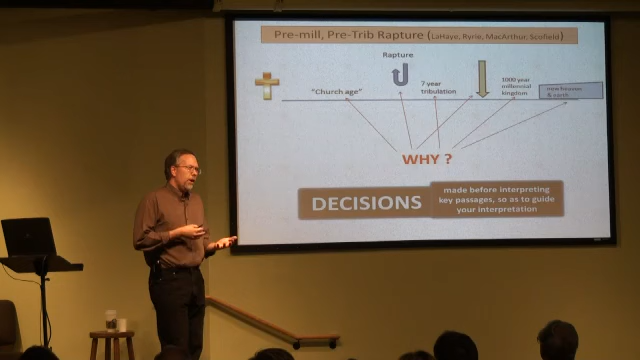 Pre-mill, Pre-Trib Rapture (LaHaye, Ryrie, MacArthur, Scofield)
Rapture
"Church age"
7 year
tribulation
1000 year
millennial
kingdom
new heaven
& earth
WHY ?
DECISIONS
made before interpreting
key passages, so as to guide
your interpretation